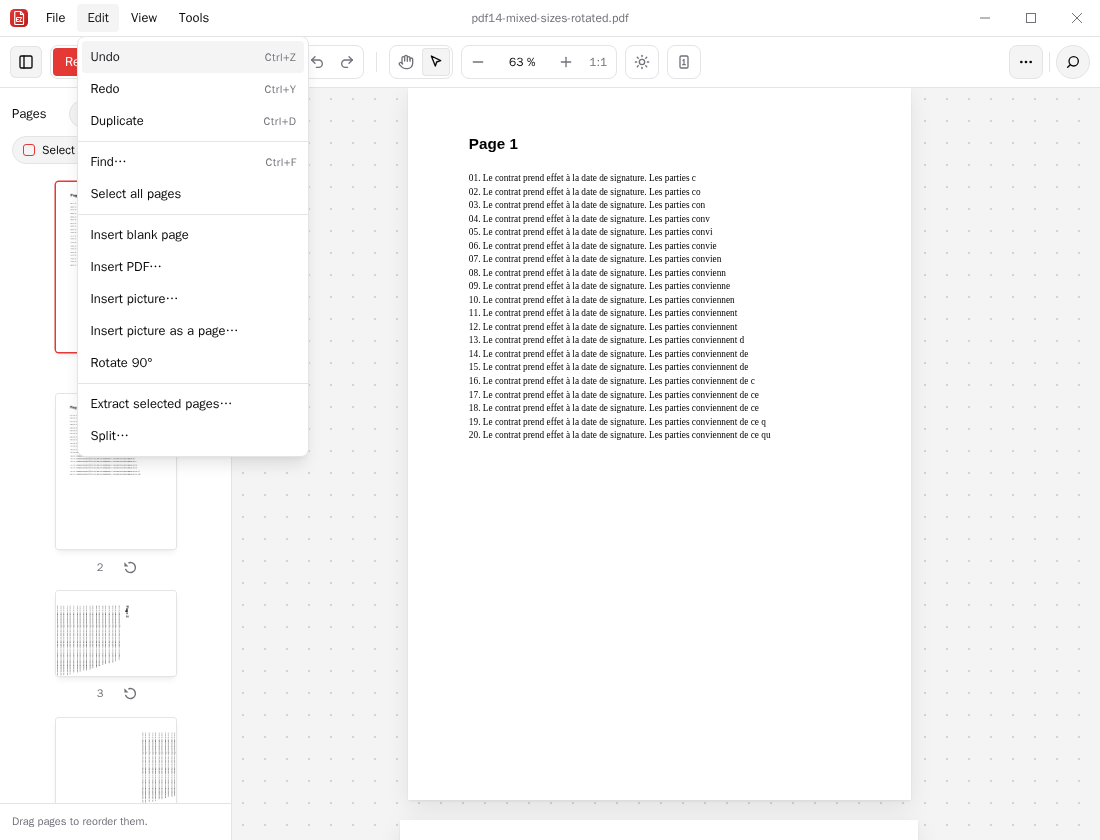 File Edit View Tools
pdf14-mixed-sizes-rotated.pdf
63 %
1:1
Pages
Select
Undo Ctrl+Z
Redo Ctrl+Y
Duplicate Ctrl+D
Find··· Ctrl+F
Select all pages
Insert blank page
Insert PDF···
Insert picture···
Insert picture as a page···
Rotate 90°
Extract selected pages···
Split···
2
3
Drag pages to reorder them.
Page 1
01. Le contrat prend effet à la date de signature. Les parties c
02. Le contrat prend effet à la date de signature. Les parties co
03. Le contrat prend effet à la date de signature. Les parties con
04. Le contrat prend effet à la date de signature. Les parties conv
05. Le contrat prend effet à la date de signature. Les parties convi
06. Le contrat prend effet à la date de signature. Les parties convie
07. Le contrat prend effet à la date de signature. Les parties convien
08. Le contrat prend effet à la date de signature. Les parties convienn
09. Le contrat prend effet à la date de signature. Les parties convienne
10. Le contrat prend effet à la date de signature. Les parties conviennen
11. Le contrat prend effet à la date de signature. Les parties conviennent
12. Le contrat prend effet à la date de signature. Les parties conviennent
13. Le contrat prend effet à la date de signature. Les parties conviennent d
14. Le contrat prend effet à la date de signature. Les parties conviennent de
15. Le contrat prend effet à la date de signature. Les parties conviennent de
16. Le contrat prend effet à la date de signature. Les parties conviennent de c
17. Le contrat prend effet à la date de signature. Les parties conviennent de ce
18. Le contrat prend effet à la date de signature. Les parties conviennent de ce
19. Le contrat prend effet à la date de signature. Les parties conviennent de ce q
20. Le contrat prend effet à la date de signature. Les parties conviennent de ce qu